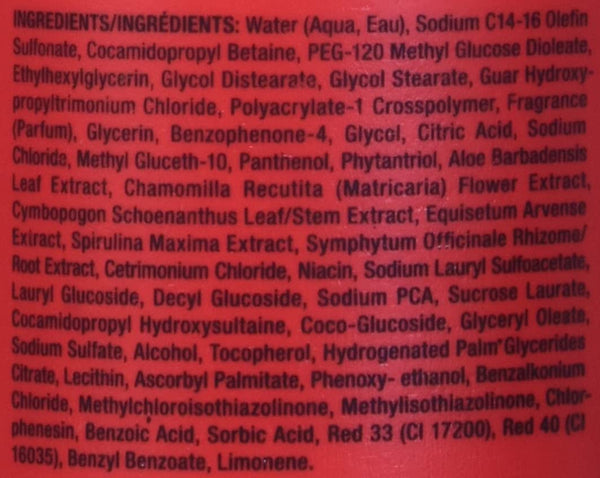 INGREDIENTS/INGRÉDIENTS: Water (Aqua, Eau), Sodium C14-16 Olefin
Sulfonate, Cocamidopropyl Betaine, PEG-120 Methyl Glucose Dioleate,
Ethylhexylglycerin, Glycol Distearate, Glycol Stearate, Guar Hydroxy-
propyltrimonium Chloride, Polyacrylate-1 Crosspolymer, Fragrance
(Parfum), Glycerin, Benzophenone-4, Glycol, Citric Acid, Sodium
Chloride, Methyl Gluceth-10, Panthenol, Phytantriol, Aloe Barbadensis
Leaf Extract, Chamomilla Recutita (Matricaria) Flower Extract,
Cymbopogon Schoenanthus Leaf/Stem Extract, Equisetum Arvense
Extract, Spirulina Maxima Extract, Symphytum Officinale Rhizome/
Root Extract, Cetrimonium Chloride, Niacin, Sodium Lauryl Sulfoacetate,
Lauryl Glucoside, Decyl Glucoside, Sodium PCA, Sucrose Laurate,
Cocamidopropyl Hydroxysultaine, Coco-Glucoside, Glyceryl Oleate,
Sodium Sulfate, Alcohol, Tocopherol, Hydrogenated Palm Glycerides
Citrate, Lecithin, Ascorbyl Palmitate, Phenoxy- ethanol, Benzalkonium
Chloride, Methylchloroisothiazolinone, Methylisothiazolinone, Chlor-
phenesin, Benzoic Acid, Sorbic Acid, Red 33 (CI 17200), Red 40 (CI
16035), Benzyl Benzoate, Limonene.